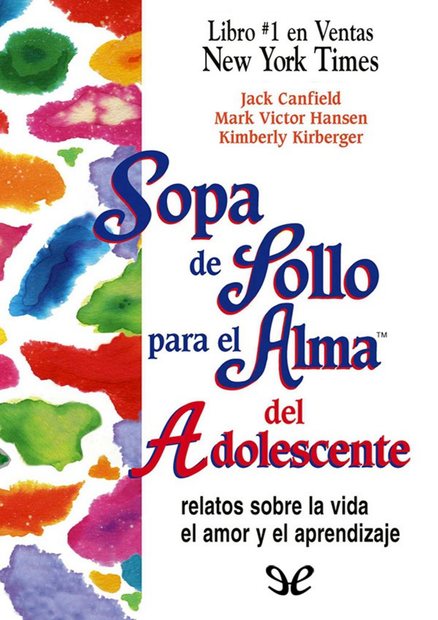 Libro #1 en Ventas
New York Times
Jack Canfield
Mark Victor Hansen
Kimberly Kirberger
Sopa
de Pollo
para el Alma™
del
Adolescente
relatos sobre la vida
el amor y el aprendizaje